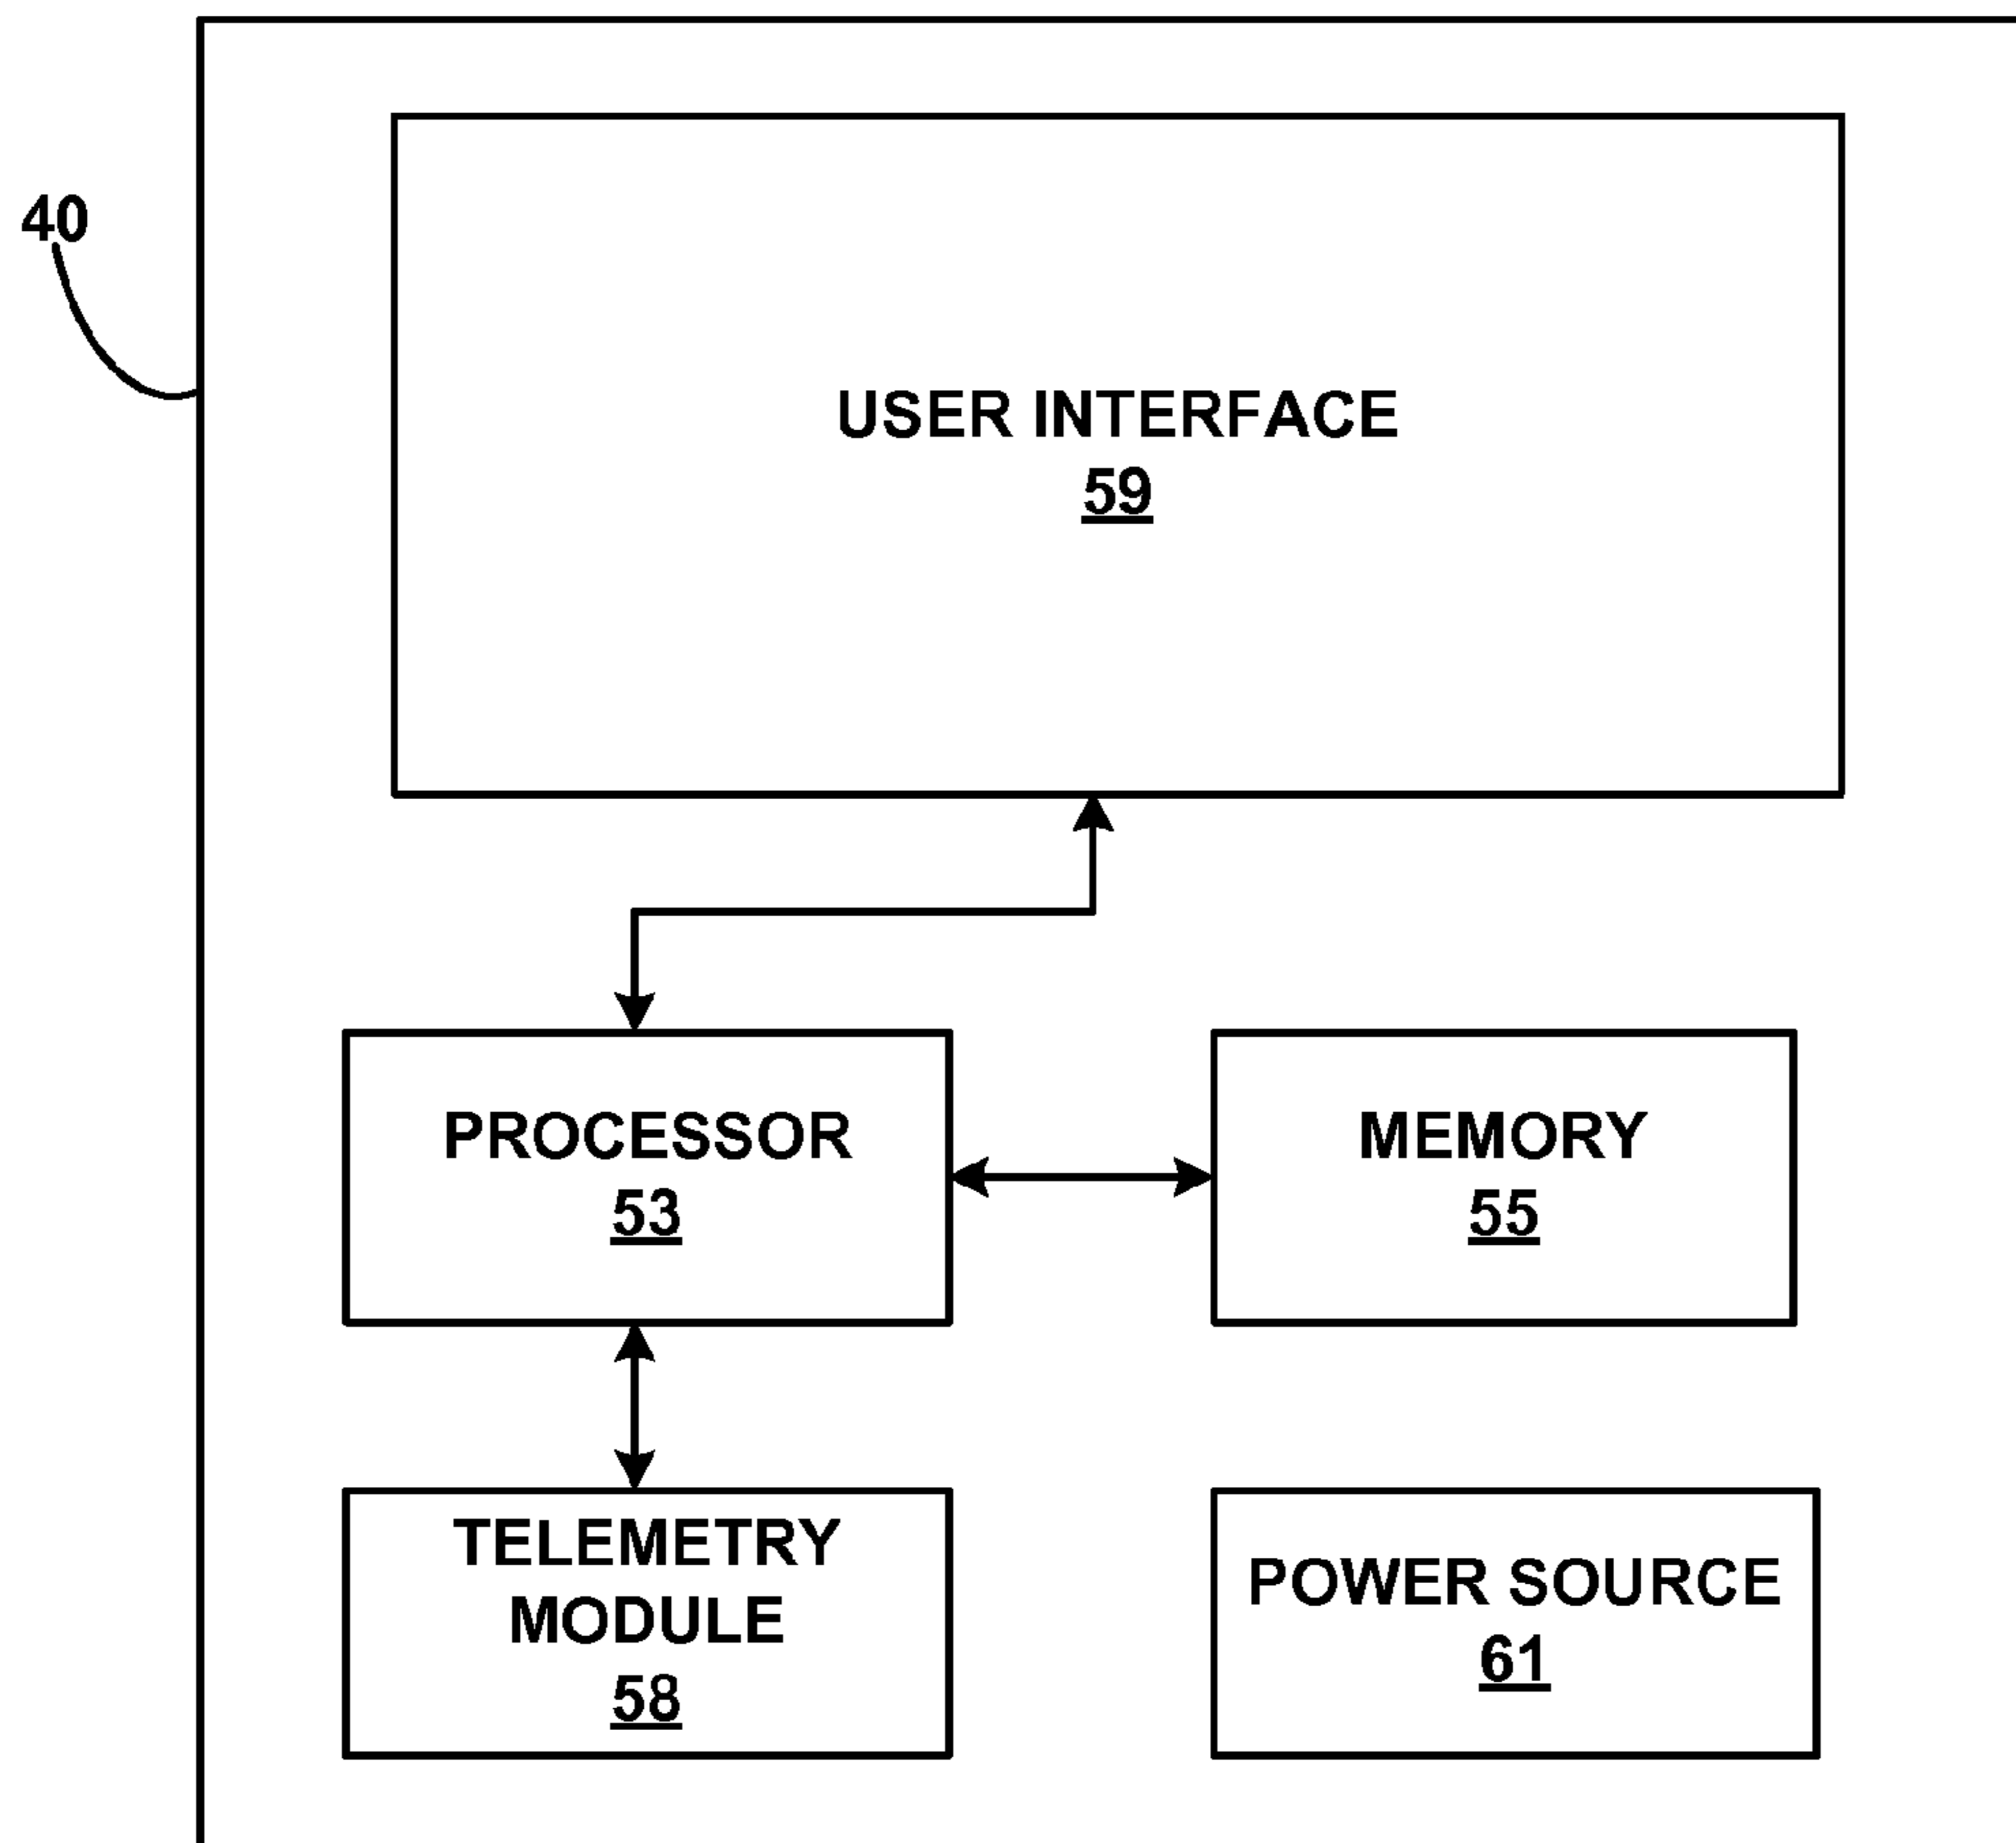 40
USER INTERFACE
59
PROCESSOR
53
MEMORY
55
TELEMETRY
MODULE
58
POWER SOURCE
61